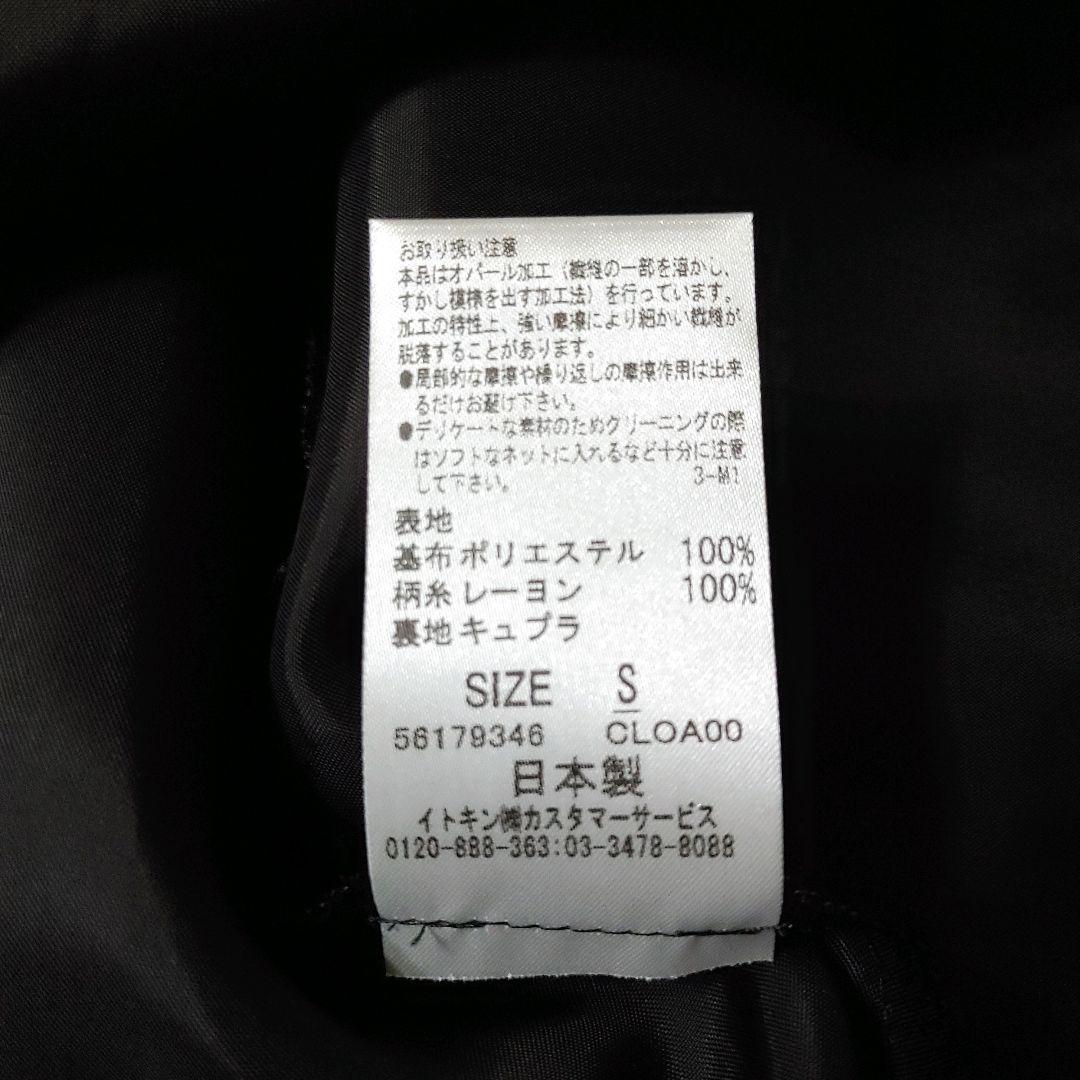 お取り扱い注意
本品はオパール加工(繊維の一部を溶かし、
すかし模様を出す加工法)を行っています。
加工の特性上、強い摩擦により細かい繊維が
脱落することがあります。
●局部的な摩擦や繰り返しの摩擦作用は出来
るだけお避け下さい。
●デリケートな素材のためクリーニングの際
はソフトなネットに入れるなど十分に注意
して下さい。 3-M1
表地
基布 ポリエステル 100%
柄糸 レーヨン 100%
裏地 キュプラ
SIZE S
56179346 CLOA00
日本製
イトキン㈱カスタマーサービス
0120-888-363:03-3478-8088